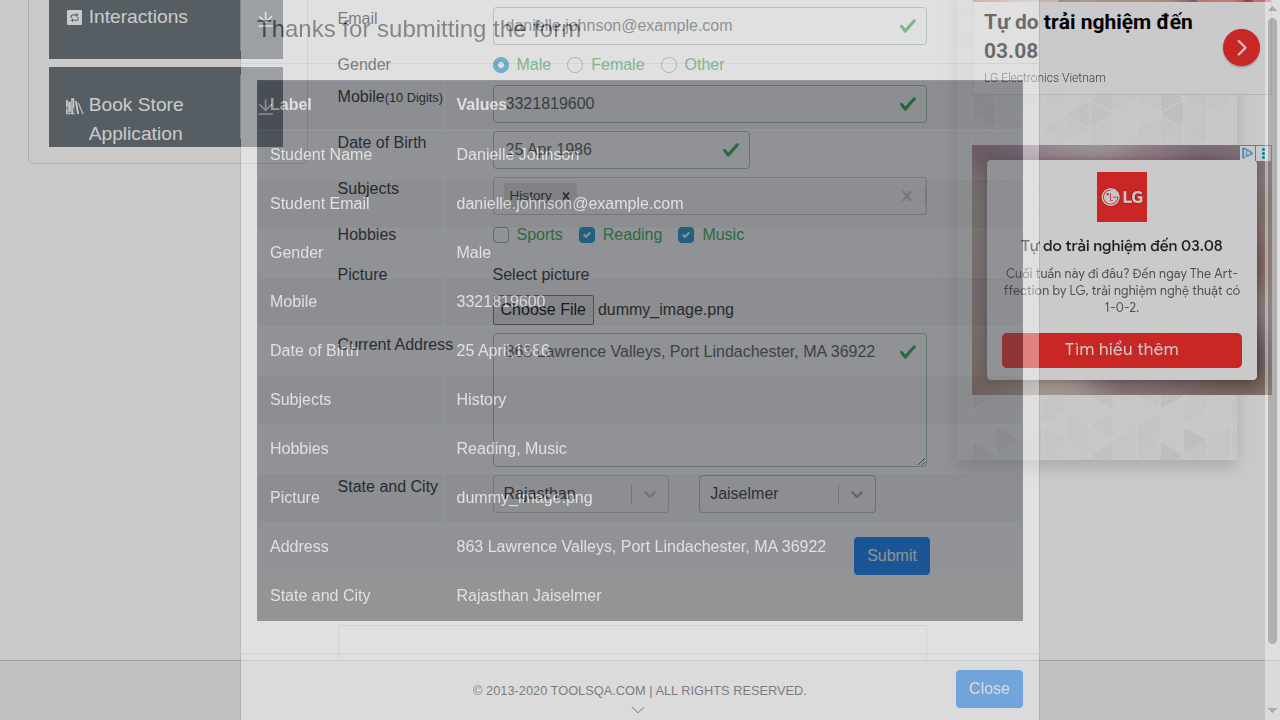 Interactions
Book Store
Application
Thanks for submitting the form
Email
danielle.johnson@example.com
Gender
Male Female Other
Label Values
Mobile(10 Digits)
3321819600
Student Name Danielle Johnson
Date of Birth
25 Apr 1986
Student Email danielle.johnson@example.com
Subjects
History
Gender Male
Hobbies
Sports Reading Music
Picture
Select picture
Choose File dummy_image.png
Mobile 3321819600
Date of Birth 25 April,1986
Current Address
863 Lawrence Valleys, Port Lindachester, MA 36922
Subjects History
Hobbies Reading, Music
Picture dummy_image.png
State and City
Rajasthan Jaiselmer
Address 863 Lawrence Valleys, Port Lindachester, MA 36922
Submit
State and City Rajasthan Jaiselmer
© 2013-2020 TOOLSQA.COM | ALL RIGHTS RESERVED.
Close
Tự do trải nghiệm đến
03.08
LG Electronics Vietnam
LG
Tự do trải nghiệm đến 03.08
Cuối tuần này đi đâu? Đến ngay The Art-
ffection by LG, trải nghiệm nghệ thuật có
1-0-2.
Tìm hiểu thêm